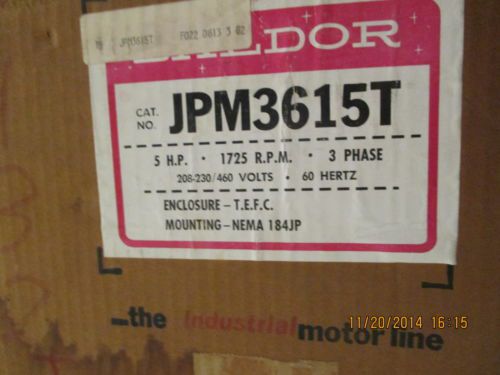 JPM3615T F022 0813 3 02
BALDOR
CAT. NO. JPM3615T
5 H.P. • 1725 R.P.M. • 3 PHASE
208-230/460 VOLTS • 60 HERTZ
ENCLOSURE – T.E.F.C.
MOUNTING – NEMA 184JP
...the industrial motor line
11/20/2014 16:15